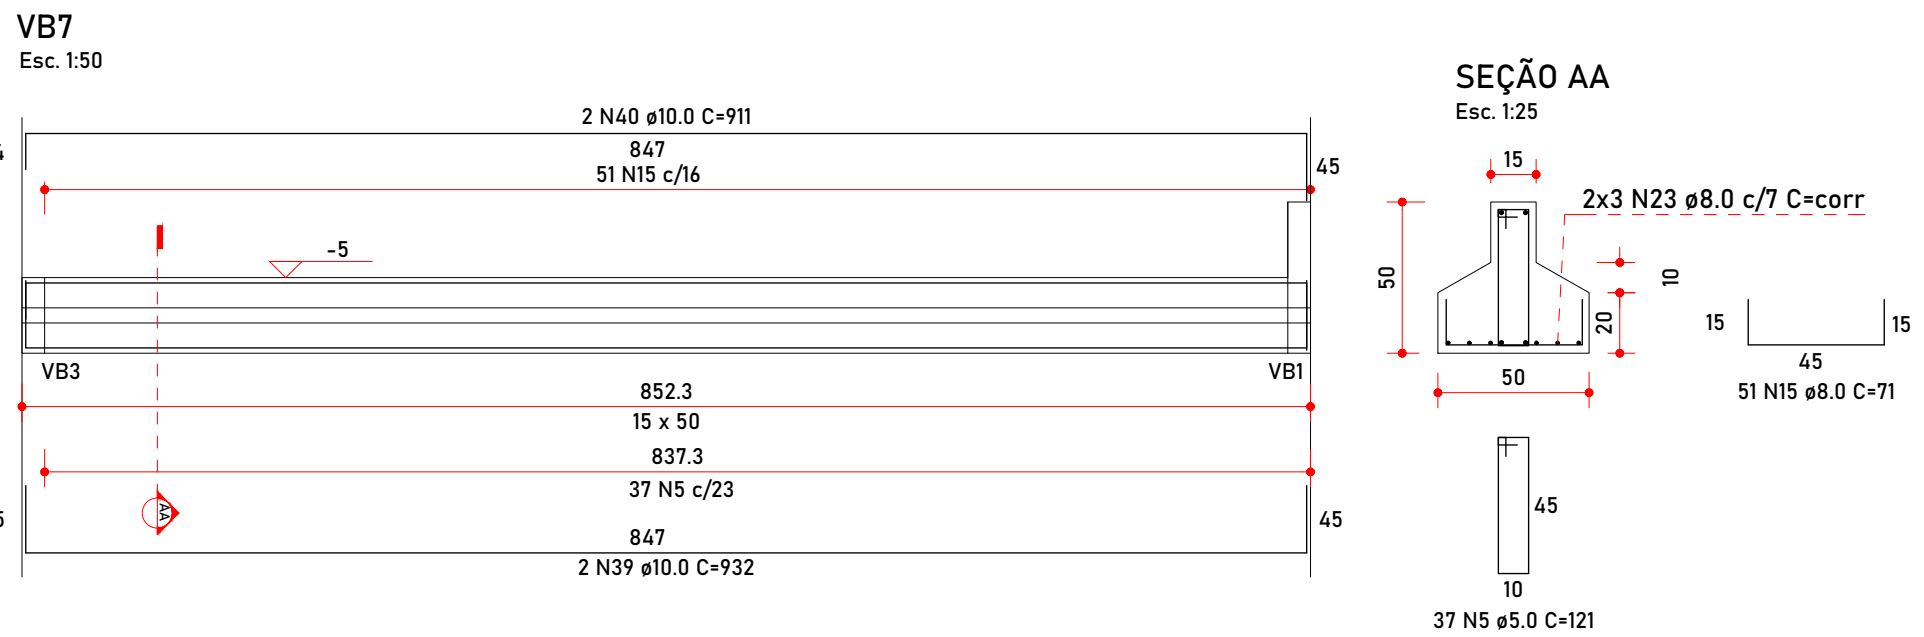 VB7
Esc. 1:50
2 N40 ø10.0 C=911
847
51 N15 c/16
45
-5
VB3
VB1
852.3
15 x 50
837.3
37 N5 c/23
AA
45
847
2 N39 ø10.0 C=932
SEÇÃO AA
Esc. 1:25
15
2x3 N23 ø8.0 c/7 C=corr
50
10
20
50
15
15
45
51 N15 ø8.0 C=71
45
10
37 N5 ø5.0 C=121